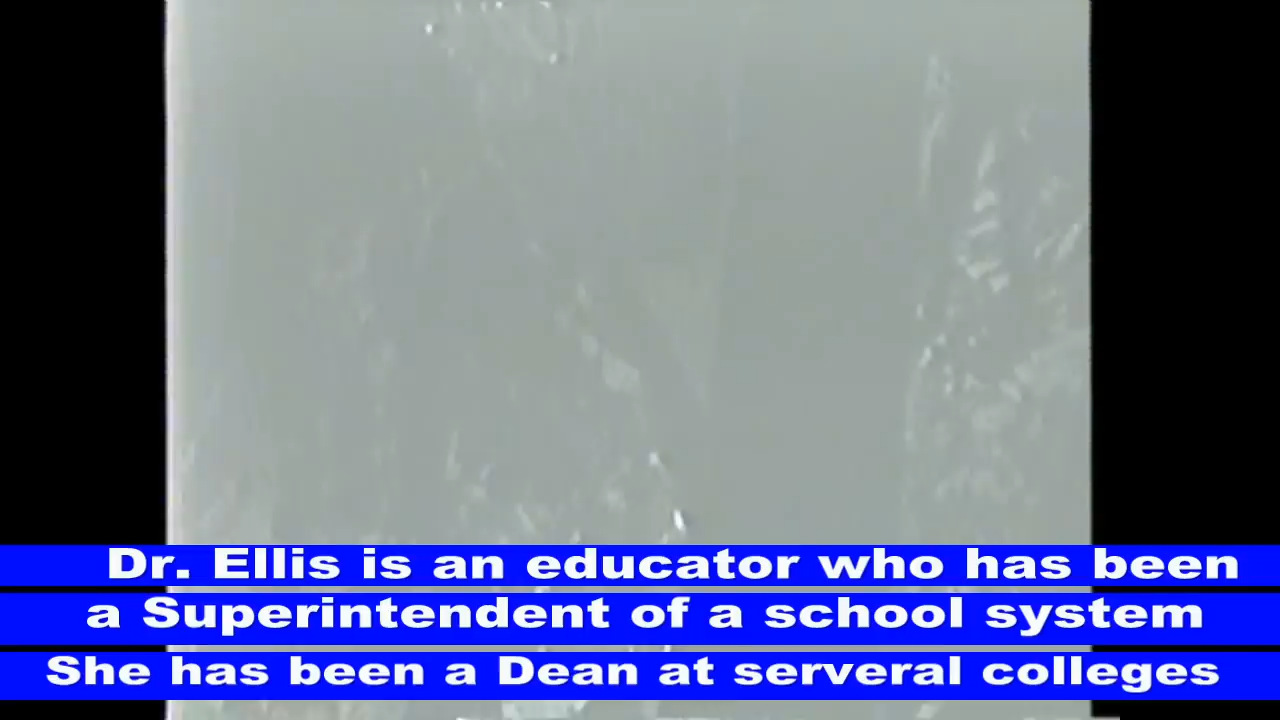 Dr. Ellis is an educator who has been
a Superintendent of a school system
She has been a Dean at serveral colleges